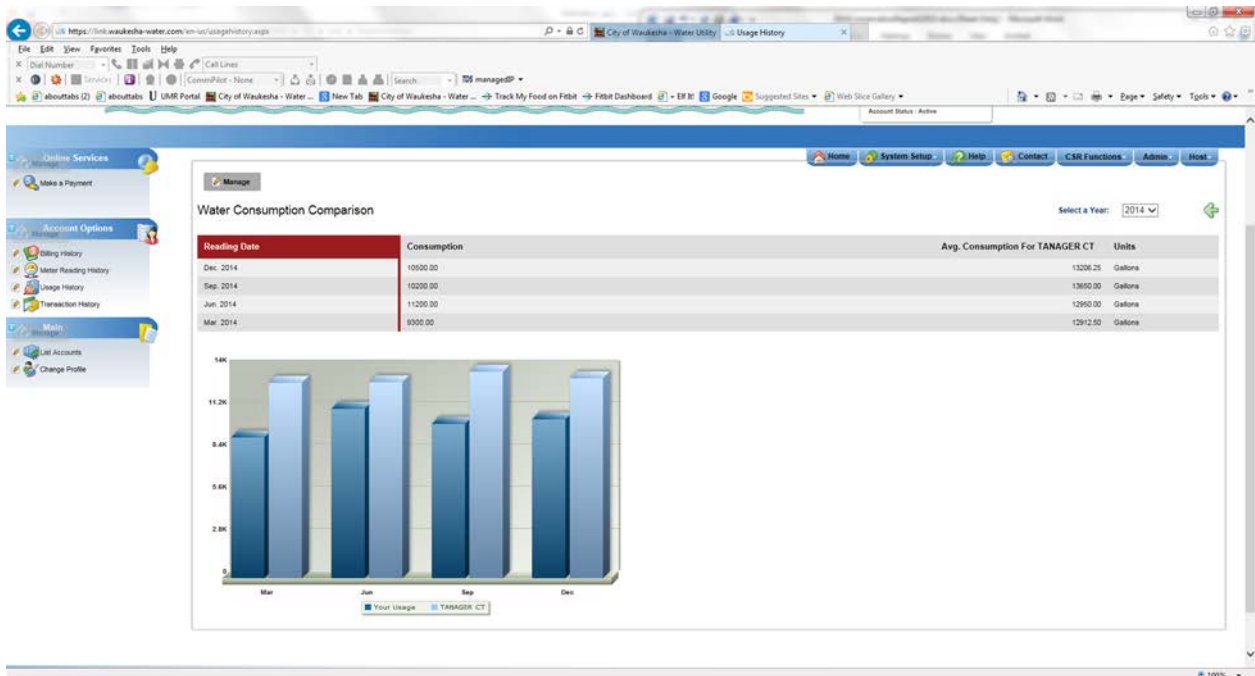 https://link.waukesha-water.com/en-us/usagehistory.aspx
City of Waukesha - Water Utility
Usage History
File Edit View Favorites Tools Help
Dial Number
Call Lines
Services
CommPilot - None
Search
TDS managedIP
abouttabs (2) abouttabs UMR Portal City of Waukesha - Water ... New Tab City of Waukesha - Water ... Track My Food on Fitbit Fitbit Dashboard - Elf It! Google Suggested Sites Web Slice Gallery
Page Safety Tools
Account Status : Active
Home System Setup Help Contact CSR Functions Admin Host
Online Services
Manage
Make a Payment
Account Options
Billing History
Meter Reading History
Usage History
Transaction History
Main
Manage
List Accounts
Change Profile
Manage
Water Consumption Comparison
Select a Year: 2014
Reading Date Consumption Avg. Consumption For TANAGER CT Units
Dec. 2014 10500.00 13206.25 Gallons
Sep. 2014 10200.00 13650.00 Gallons
Jun. 2014 11200.00 12950.00 Gallons
Mar. 2014 9300.00 12912.50 Gallons
14K
11.2K
8.4K
5.6K
2.8K
0
Mar Jun Sep Dec
Your Usage TANAGER CT
100%